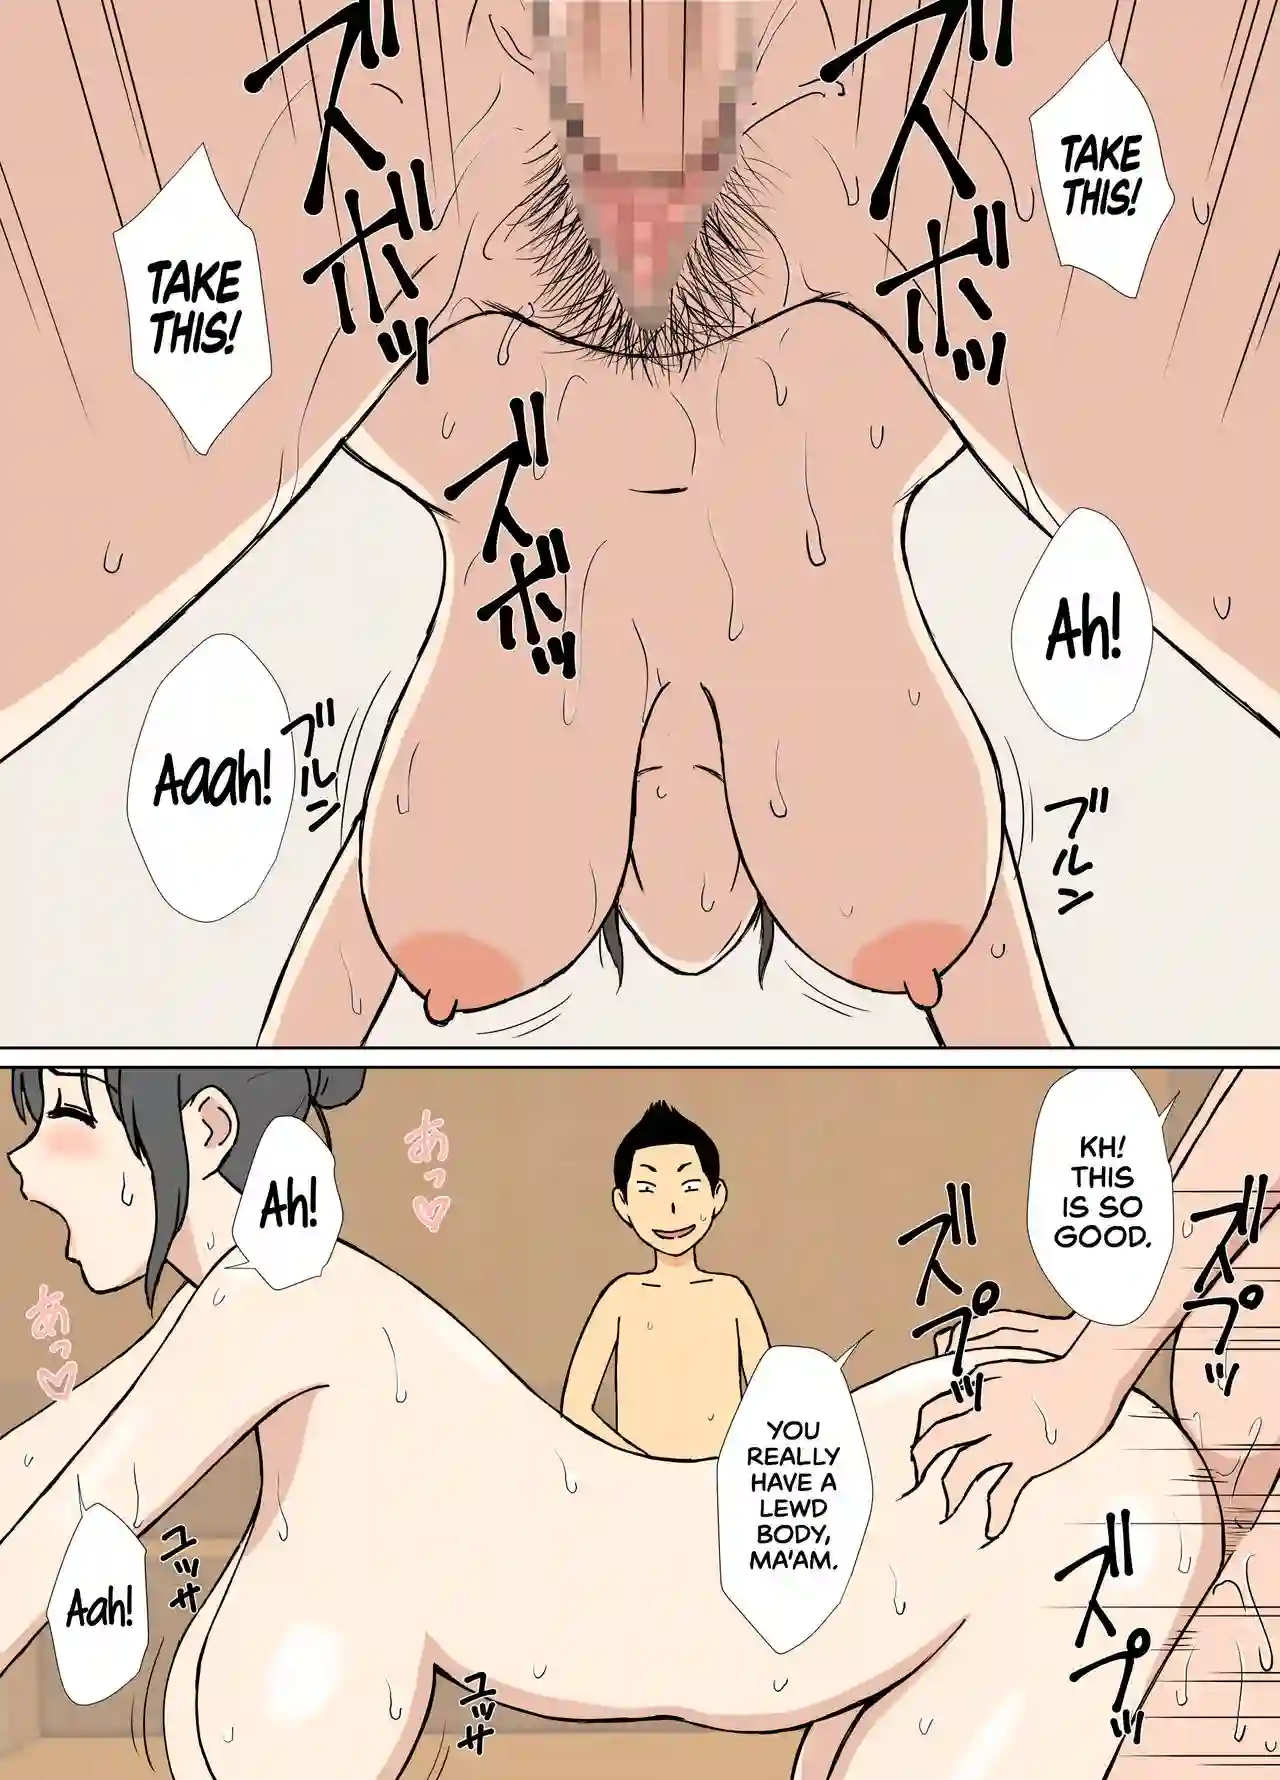 ズ
ボ
ッ
TAKE
THIS!
ズ
ボ
ッ
TAKE
THIS!
ズ
ボ
ッ
Ah!
Aaah!
ブ
ル
ン
ブ
ル
ン
KH!
THIS
IS SO
GOOD.
Ah!
あっ♡
あっ♡
ズ
プ
ッ
ズ
プ
ッ
YOU
REALLY
HAVE A
LEWD
BODY,
MA'AM.
Aah!
ユ
ッ
サ
ユ
ッ
サ
ズ
プ
ッ